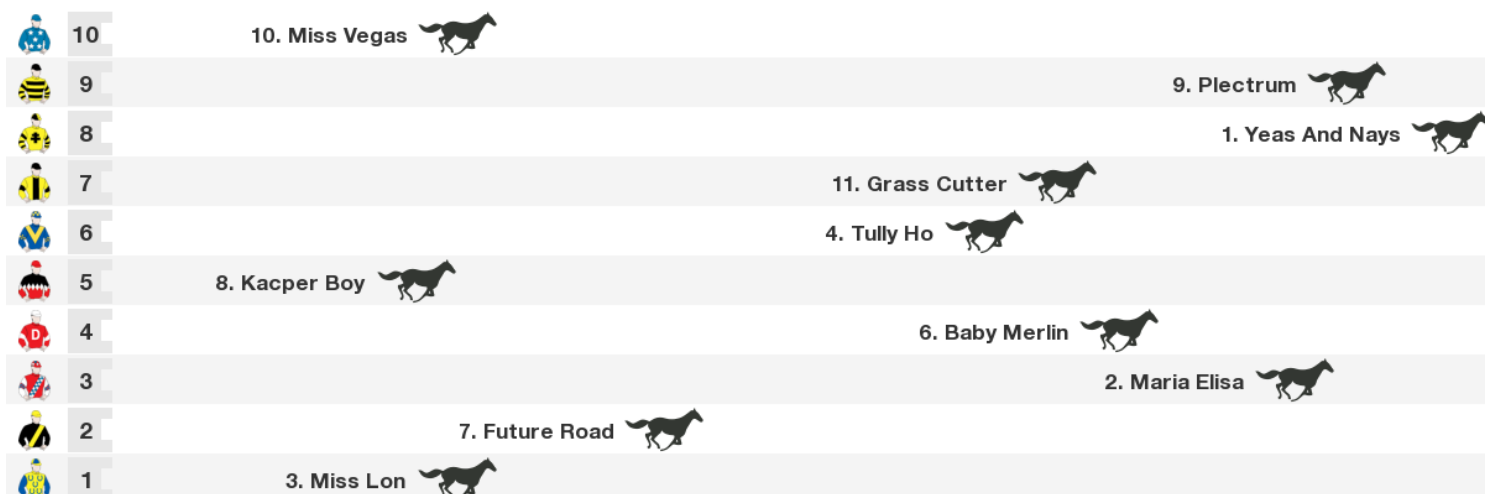 10 10. Miss Vegas
9 9. Plectrum
8 1. Yeas And Nays
7 11. Grass Cutter
6 4. Tully Ho
5 8. Kacper Boy
D 4 6. Baby Merlin
3 2. Maria Elisa
2 7. Future Road
1 3. Miss Lon